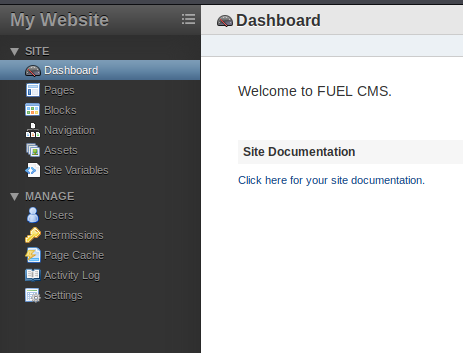 My Website
SITE
Dashboard
Pages
Blocks
Navigation
Assets
Site Variables
MANAGE
Users
Permissions
Page Cache
Activity Log
Settings
Dashboard
Welcome to FUEL CMS.
Site Documentation
Click here for your site documentation.